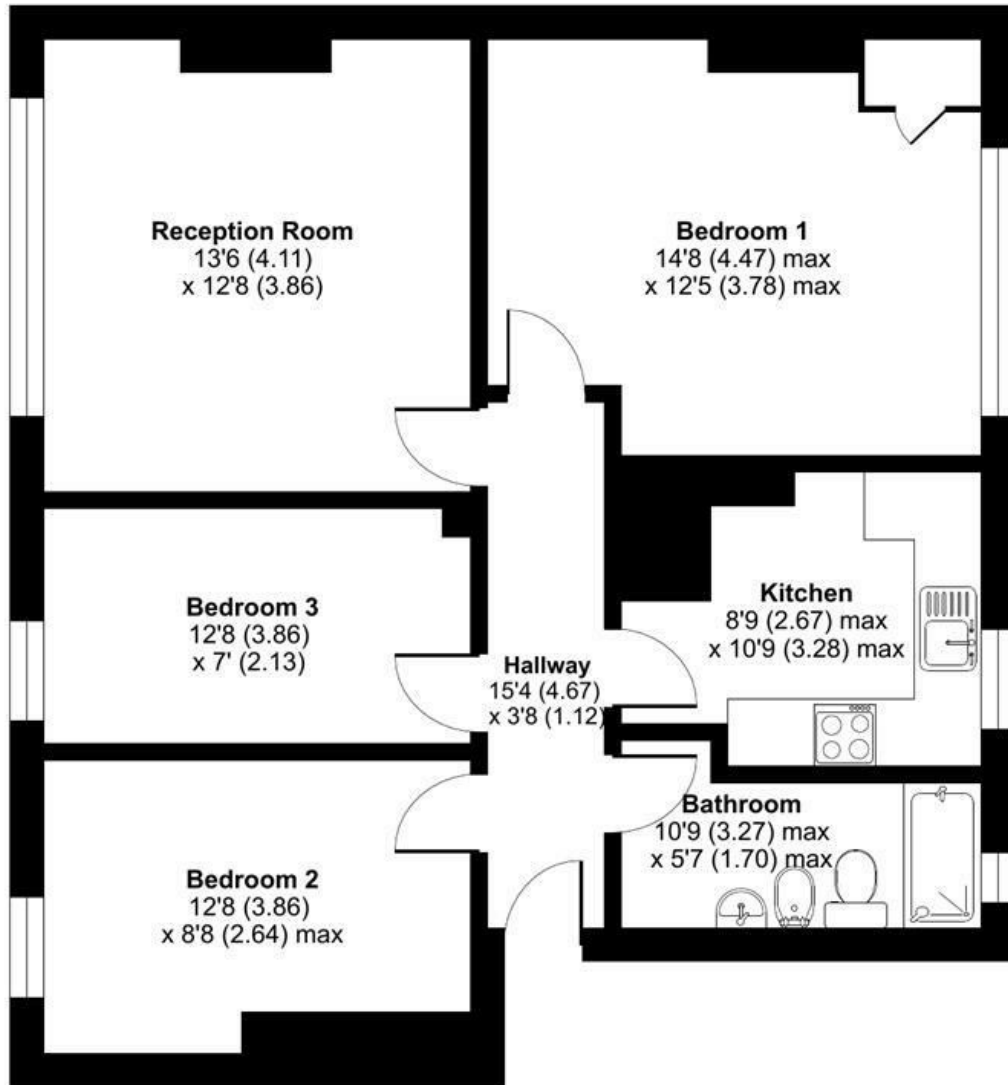 Reception Room
13'6 (4.11)
x 12'8 (3.86)
Bedroom 1
14'8 (4.47) max
x 12'5 (3.78) max
Bedroom 3
12'8 (3.86)
x 7' (2.13)
Hallway
15'4 (4.67)
x 3'8 (1.12)
Kitchen
8'9 (2.67) max
x 10'9 (3.28) max
Bathroom
10'9 (3.27) max
x 5'7 (1.70) max
Bedroom 2
12'8 (3.86)
x 8'8 (2.64) max